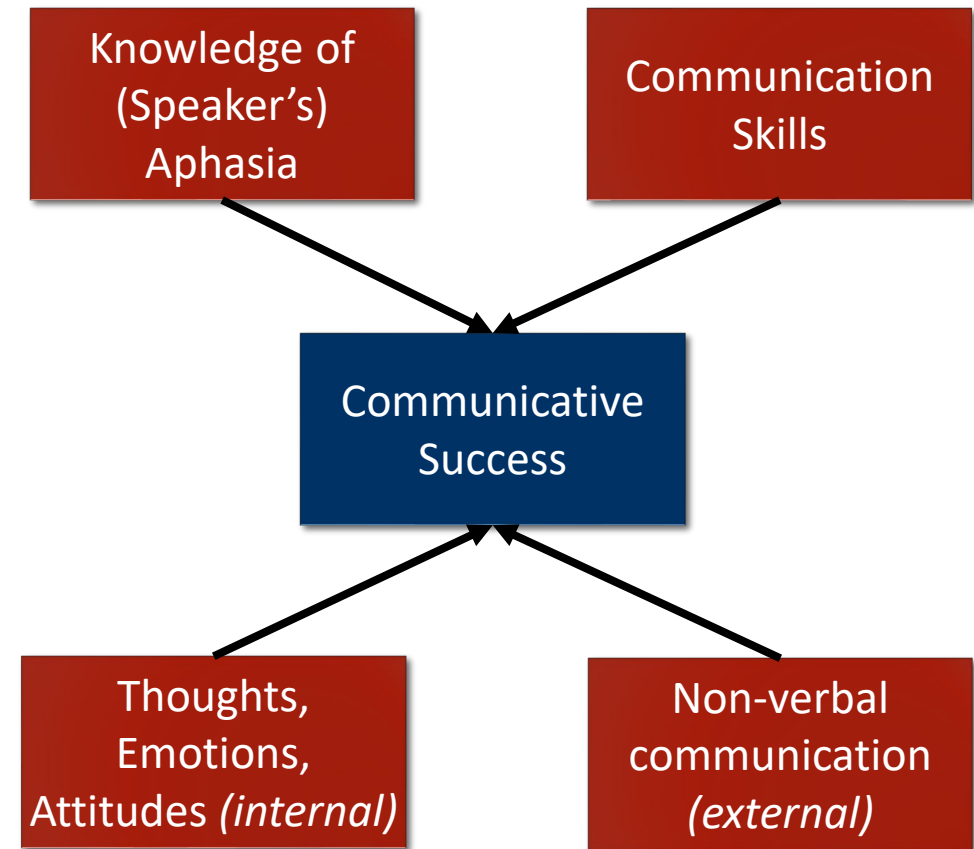 Knowledge of
(Speaker’s)
Aphasia
Communication
Skills
Communicative
Success
Thoughts,
Emotions,
Attitudes (internal)
Non-verbal
communication
(external)